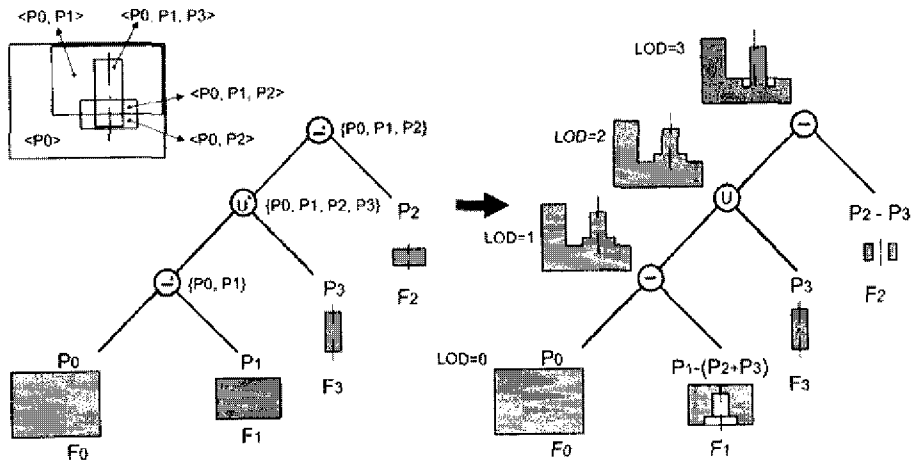 <P0, P1>
<P0, P1, P3>
<P0, P1, P2>
<P0, P2>
<P0>
{P0, P1, P2}
U* {P0, P1, P2, P3}
P2
F2
{P0, P1}
P3
F3
P0
F0
P1
F1
LOD=3
LOD=2
LOD=1
LOD=0
U
P2 - P3
F2
P3
F3
P0
F0
P1-(P2+P3)
F1